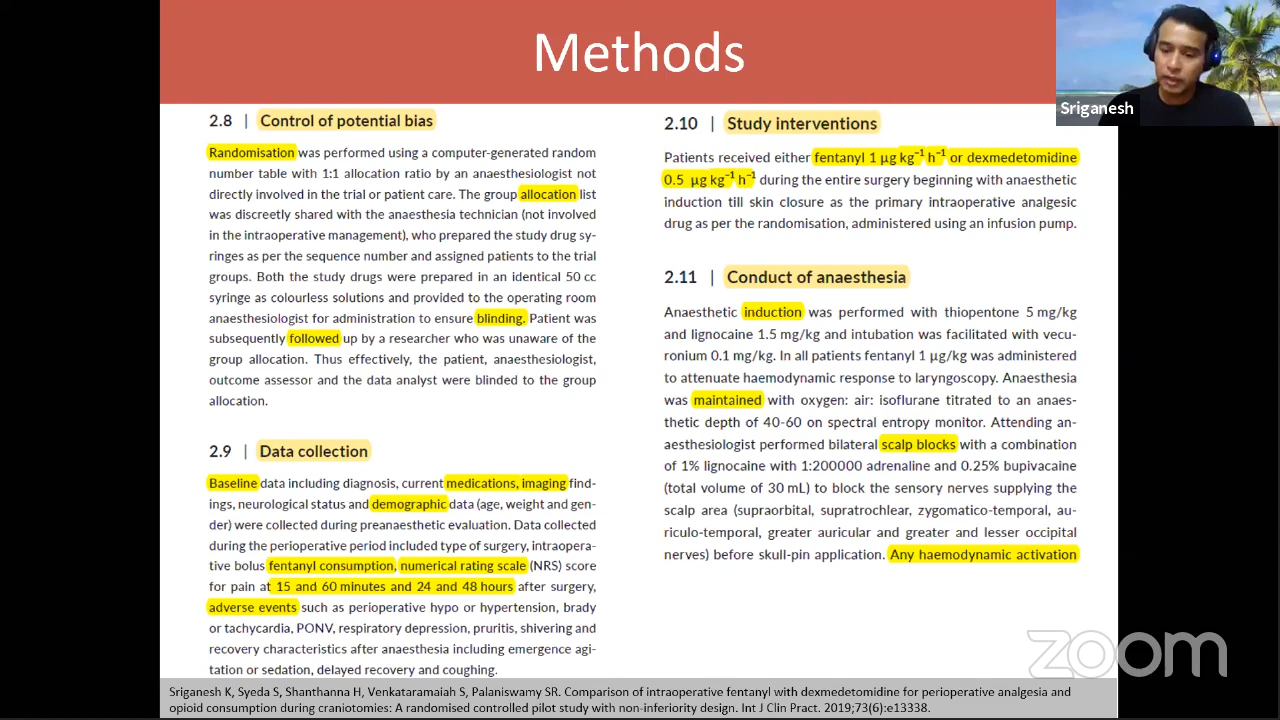 Methods
Sriganesh
2.8 | Control of potential bias
Randomisation was performed using a computer-generated random
number table with 1:1 allocation ratio by an anaesthesiologist not
directly involved in the trial or patient care. The group allocation list
was discreetly shared with the anaesthesia technician (not involved
in the intraoperative management), who prepared the study drug sy-
ringes as per the sequence number and assigned patients to the trial
groups. Both the study drugs were prepared in an identical 50 cc
syringe as colourless solutions and provided to the operating room
anaesthesiologist for administration to ensure blinding. Patient was
subsequently followed up by a researcher who was unaware of the
group allocation. Thus effectively, the patient, anaesthesiologist,
outcome assessor and the data analyst were blinded to the group
allocation.
2.9 | Data collection
Baseline data including diagnosis, current medications, imaging find-
ings, neurological status and demographic data (age, weight and gen-
der) were collected during preanaesthetic evaluation. Data collected
during the perioperative period included type of surgery, intraopera-
tive bolus fentanyl consumption, numerical rating scale (NRS) score
for pain at 15 and 60 minutes and 24 and 48 hours after surgery,
adverse events such as perioperative hypo or hypertension, brady
or tachycardia, PONV, respiratory depression, pruritis, shivering and
recovery characteristics after anaesthesia including emergence agi-
tation or sedation, delayed recovery and coughing.
2.10 | Study interventions
Patients received either fentanyl 1 µg kg⁻¹ h⁻¹ or dexmedetomidine
0.5 µg kg⁻¹ h⁻¹ during the entire surgery beginning with anaesthetic
induction till skin closure as the primary intraoperative analgesic
drug as per the randomisation, administered using an infusion pump.
2.11 | Conduct of anaesthesia
Anaesthetic induction was performed with thiopentone 5 mg/kg
and lignocaine 1.5 mg/kg and intubation was facilitated with vecu-
ronium 0.1 mg/kg. In all patients fentanyl 1 µg/kg was administered
to attenuate haemodynamic response to laryngoscopy. Anaesthesia
was maintained with oxygen: air: isoflurane titrated to an anaes-
thetic depth of 40-60 on spectral entropy monitor. Attending an-
aesthesiologist performed bilateral scalp blocks with a combination
of 1% lignocaine with 1:200000 adrenaline and 0.25% bupivacaine
(total volume of 30 mL) to block the sensory nerves supplying the
scalp area (supraorbital, supratrochlear, zygomatico-temporal, au-
riculo-temporal, greater auricular and greater and lesser occipital
nerves) before skull-pin application. Any haemodynamic activation
zoom
Sriganesh K, Syeda S, Shanthanna H, Venkataramaiah S, Palaniswamy SR. Comparison of intraoperative fentanyl with dexmedetomidine for perioperative analgesia and
opioid consumption during craniotomies: A randomised controlled pilot study with non-inferiority design. Int J Clin Pract. 2019;73(6):e13338.